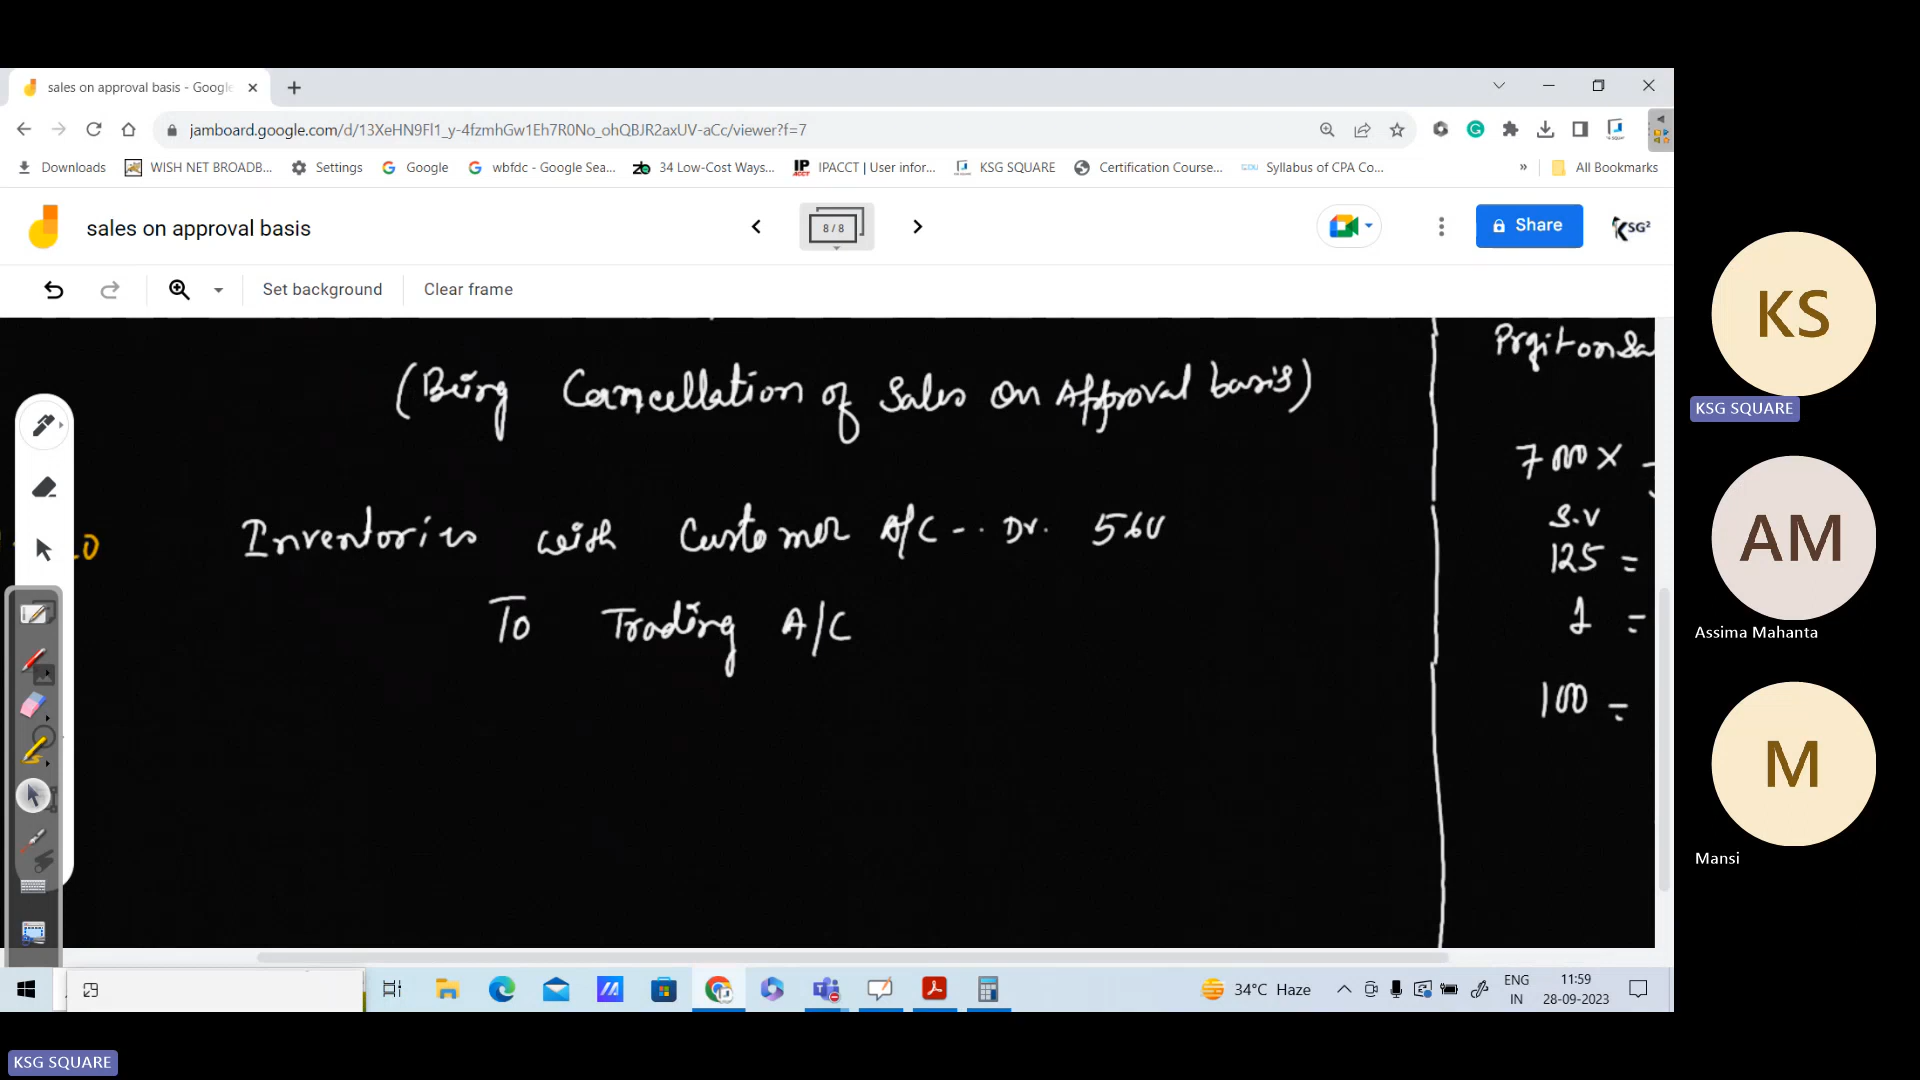 sales on approval basis - Google
jamboard.google.com/d/13XeHN9Fl1_y-4fzmhGw1Eh7R0No_ohQBJR2axUV-aCc/viewer?f=7
Downloads WISH NET BROADB... Settings Google wbfdc - Google Sea... 34 Low-Cost Ways... IPACCT | User infor... KSG SQUARE Certification Course... Syllabus of CPA Co... » All Bookmarks
sales on approval basis
8 / 8
Share
KSG²
Set background Clear frame
(Being Cancellation of Sales On Approval basis)
Inventories with Customer A/C -.. Dr. 560
To Trading A/C
7000 X
S.V
125 =
1 =
100 =
34°C Haze
ENG
IN
11:59
28-09-2023
KS
KSG SQUARE
AM
Assima Mahanta
M
Mansi
KSG SQUARE